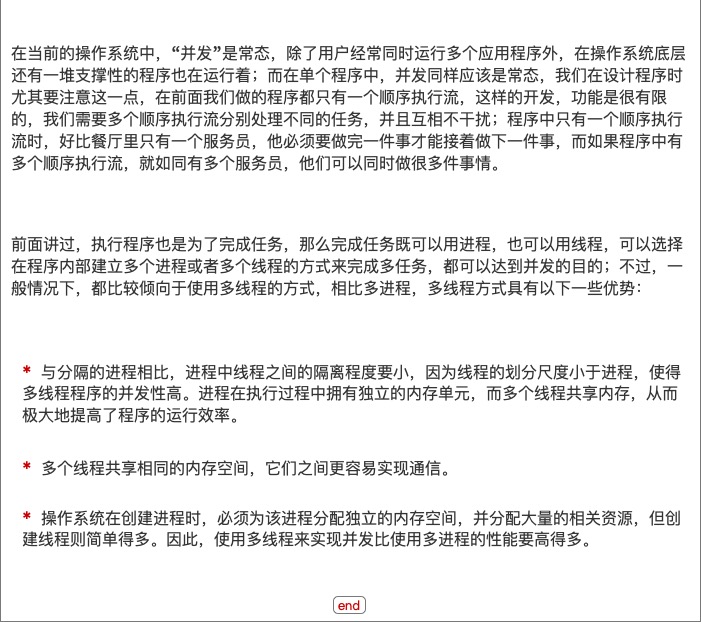 在当前的操作系统中，“并发”是常态，除了用户经常同时运行多个应用程序外，在操作系统底层
还有一堆支撑性的程序也在运行着；而在单个程序中，并发同样应该是常态，我们在设计程序时
尤其要注意这一点，在前面我们做的程序都只有一个顺序执行流，这样的开发，功能是很有限
的，我们需要多个顺序执行流分别处理不同的任务，并且互相不干扰；程序中只有一个顺序执行
流时，好比餐厅里只有一个服务员，他必须要做完一件事才能接着做下一件事，而如果程序中有
多个顺序执行流，就如同有多个服务员，他们可以同时做很多件事情。
前面讲过，执行程序也是为了完成任务，那么完成任务既可以用进程，也可以用线程，可以选择
在程序内部建立多个进程或者多个线程的方式来完成多任务，都可以达到并发的目的；不过，一
般情况下，都比较倾向于使用多线程的方式，相比多进程，多线程方式具有以下一些优势：
* 与分隔的进程相比，进程中线程之间的隔离程度要小，因为线程的划分尺度小于进程，使得
多线程程序的并发性高。进程在执行过程中拥有独立的内存单元，而多个线程共享内存，从而
极大地提高了程序的运行效率。
* 多个线程共享相同的内存空间，它们之间更容易实现通信。
* 操作系统在创建进程时，必须为该进程分配独立的内存空间，并分配大量的相关资源，但创
建线程则简单得多。因此，使用多线程来实现并发比使用多进程的性能要高得多。
end